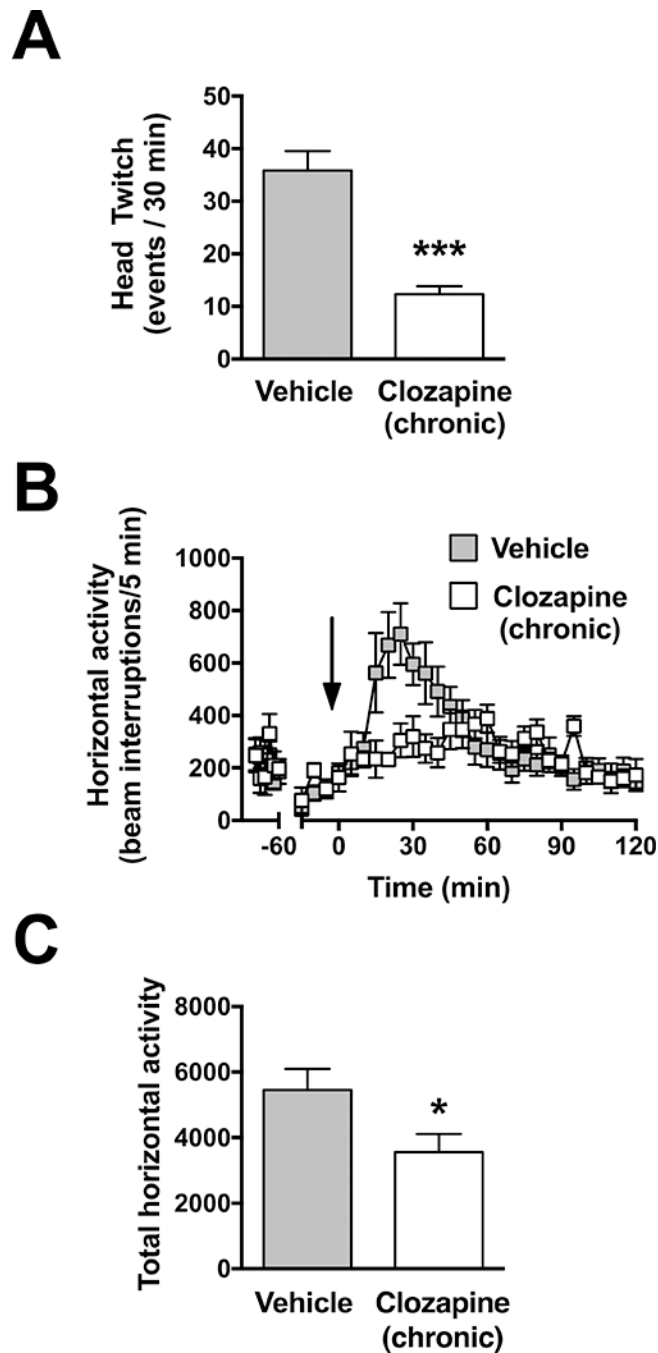 A
Head Twitch
(events / 30 min)
50
40
30
20
10
0
***
Vehicle
Clozapine
(chronic)
B
Horizontal activity
(beam interruptions/5 min)
1000
800
600
400
200
0
Vehicle
Clozapine
(chronic)
-60
0
30
60
90
120
Time (min)
C
Total horizontal activity
8000
6000
4000
2000
0
*
Vehicle
Clozapine
(chronic)